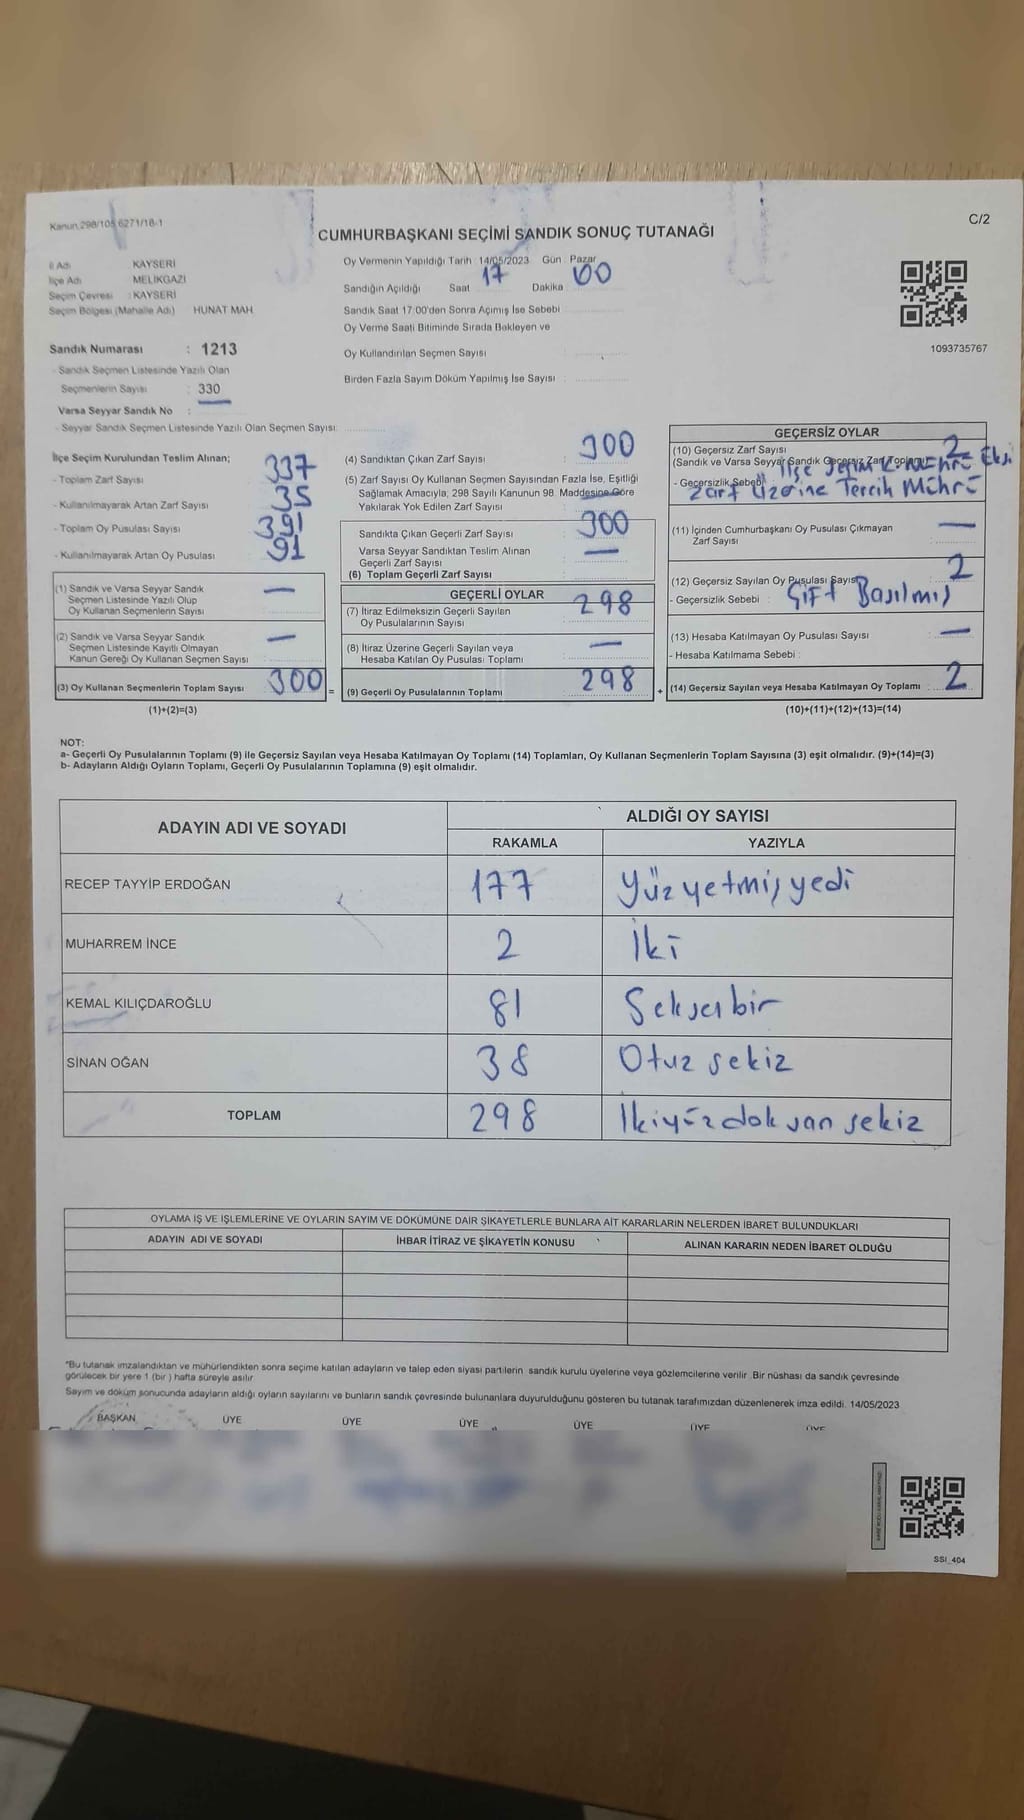 Kanun.298/105 6271/16-1
C/2
CUMHURBAŞKANI SEÇİMİ SANDIK SONUÇ TUTANAĞI
İl Adı KAYSERİ
İlçe Adı MELİKGAZİ
Seçim Çevresi : KAYSERİ
Seçim Bölgesi (Mahalle Adı) HUNAT MAH.
Sandık Numarası : 1213
- Sandık Seçmen Listesinde Yazılı Olan
Seçmenlerin Sayısı : 330
Varsa Seyyar Sandık No :
- Seyyar Sandık Seçmen Listesinde Yazılı Olan Seçmen Sayısı:
Oy Vermenin Yapıldığı Tarih : 14/05/2023 Gün : Pazar
Sandığın Açıldığı Saat 17 Dakika 00
Sandık Saat 17:00'den Sonra Açımış İse Sebebi
Oy Verme Saati Bitiminde Sırada Bekleyen ve
Oy Kullandırılan Seçmen Sayısı
Birden Fazla Sayım Döküm Yapılmış İse Sayısı :
1093735767
İlçe Seçim Kurulundan Teslim Alınan;
- Toplam Zarf Sayısı 337
- Kullanılmayarak Artan Zarf Sayısı 35
- Toplam Oy Pusulası Sayısı 391
- Kullanılmayarak Artan Oy Pusulası 91
(1) Sandık ve Varsa Seyyar Sandık
Seçmen Listesinde Yazılı Olup
Oy Kullanan Seçmenlerin Sayısı —
(2) Sandık ve Varsa Seyyar Sandık
Seçmen Listesinde Kayıtlı Olmayan
Kanun Gereği Oy Kullanan Seçmen Sayısı —
(3) Oy Kullanan Seçmenlerin Toplam Sayısı 300 =
(1)+(2)=(3)
(4) Sandıktan Çıkan Zarf Sayısı : 300
(5) Zarf Sayısı Oy Kullanan Seçmen Sayısından Fazla İse, Eşitliği
Sağlamak Amacıyla, 298 Sayılı Kanunun 98. Maddesine Göre
Yakılarak Yok Edilen Zarf Sayısı —
Sandıkta Çıkan Geçerli Zarf Sayısı : 300
Varsa Seyyar Sandıktan Teslim Alınan
Geçerli Zarf Sayısı —
(6) Toplam Geçerli Zarf Sayısı
GEÇERLİ OYLAR
(7) İtiraz Edilmeksizin Geçerli Sayılan
Oy Pusulalarının Sayısı 298
(8) İtiraz Üzerine Geçerli Sayılan veya
Hesaba Katılan Oy Pusulası Toplamı —
(9) Geçerli Oy Pusulalarının Toplamı 298 +
GEÇERSİZ OYLAR
(10) Geçersiz Zarf Sayısı 2
(Sandık ve Varsa Seyyar Sandık Geçersiz Zarf Toplamı)
- Geçersizlik Sebebi İlçe Seçim K. Mührü Eksi
Zarf Üzerine Tercih Mührü
(11) İçinden Cumhurbaşkanı Oy Pusulası Çıkmayan
Zarf Sayısı —
(12) Geçersiz Sayılan Oy Pusulası Sayısı 2
- Geçersizlik Sebebi : Çift Basılmış
(13) Hesaba Katılmayan Oy Pusulası Sayısı —
- Hesaba Katılmama Sebebi :
(14) Geçersiz Sayılan veya Hesaba Katılmayan Oy Toplamı : 2
(10)+(11)+(12)+(13)=(14)
NOT:
a- Geçerli Oy Pusulalarının Toplamı (9) ile Geçersiz Sayılan veya Hesaba Katılmayan Oy Toplamı (14) Toplamları, Oy Kullanan Seçmenlerin Toplam Sayısına (3) eşit olmalıdır. (9)+(14)=(3)
b- Adayların Aldığı Oyların Toplamı, Geçerli Oy Pusulalarının Toplamına (9) eşit olmalıdır.
ADAYIN ADI VE SOYADI ALDIĞI OY SAYISI
RAKAMLA YAZIYLA
RECEP TAYYİP ERDOĞAN 177 Yüz yetmiş yedi
MUHARREM İNCE 2 İki
KEMAL KILIÇDAROĞLU 81 Seksen bir
SİNAN OĞAN 38 Otuz sekiz
TOPLAM 298 İkiyüz doksan sekiz
OYLAMA İŞ VE İŞLEMLERİNE VE OYLARIN SAYIM VE DÖKÜMÜNE DAİR ŞİKAYETLERLE BUNLARA AİT KARARLARIN NELERDEN İBARET BULUNDUKLARI
ADAYIN ADI VE SOYADI İHBAR İTİRAZ VE ŞİKAYETİN KONUSU ALINAN KARARIN NEDEN İBARET OLDUĞU
"Bu tutanak imzalandıktan ve mühürlendikten sonra seçime katılan adayların ve talep eden siyasi partilerin sandık kurulu üyelerine veya gözlemcilerine verilir. Bir nüshası da sandık çevresinde
görülecek bir yere 1 (bir) hafta süreyle asılır.
Sayım ve döküm sonucunda adayların aldığı oyların sayılarını ve bunların sandık çevresinde bulunanlara duyurulduğunu gösteren bu tutanak tarafımızdan düzenlenerek imza edildi. 14/05/2023
BAŞKAN ÜYE ÜYE ÜYE ÜYE ÜYE ÜYE
SSI_404